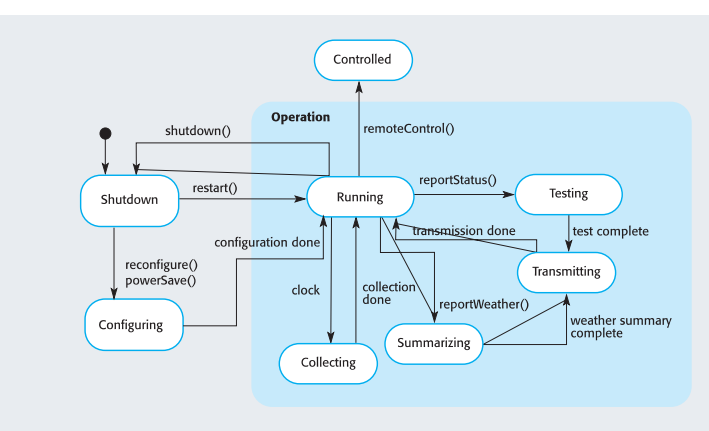 Controlled
Operation
shutdown()
remoteControl()
Shutdown
restart()
Running
reportStatus()
Testing
transmission done
test complete
configuration done
reconfigure()
powerSave()
Transmitting
clock
collection
done
reportWeather()
Configuring
weather summary
complete
Summarizing
Collecting